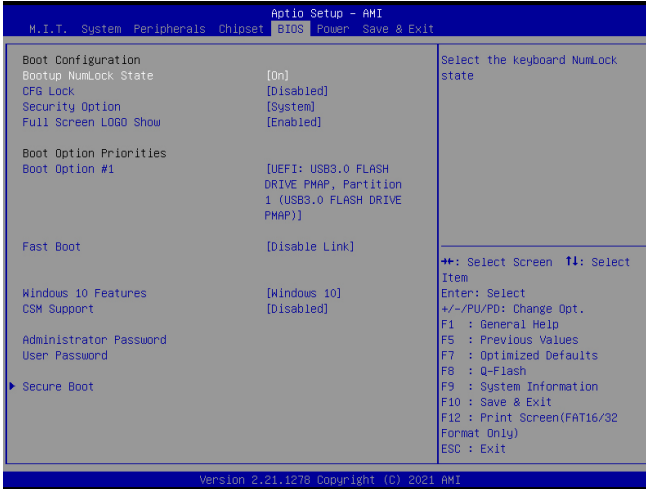 Aptio Setup - AMI
M.I.T. System Peripherals Chipset BIOS Power Save & Exit
Boot Configuration
Bootup NumLock State [On]
CFG Lock [Disabled]
Security Option [System]
Full Screen LOGO Show [Enabled]
Boot Option Priorities
Boot Option #1 [UEFI: USB3.0 FLASH
DRIVE PMAP, Partition
1 (USB3.0 FLASH DRIVE
PMAP)]
Fast Boot [Disable Link]
Windows 10 Features [Windows 10]
CSM Support [Disabled]
Administrator Password
User Password
Secure Boot
Select the keyboard NumLock
state
→←: Select Screen ↑↓: Select
Item
Enter: Select
+/-/PU/PD: Change Opt.
F1 : General Help
F5 : Previous Values
F7 : Optimized Defaults
F8 : Q-Flash
F9 : System Information
F10 : Save & Exit
F12 : Print Screen(FAT16/32
Format Only)
ESC : Exit
Version 2.21.1278 Copyright (C) 2021 AMI